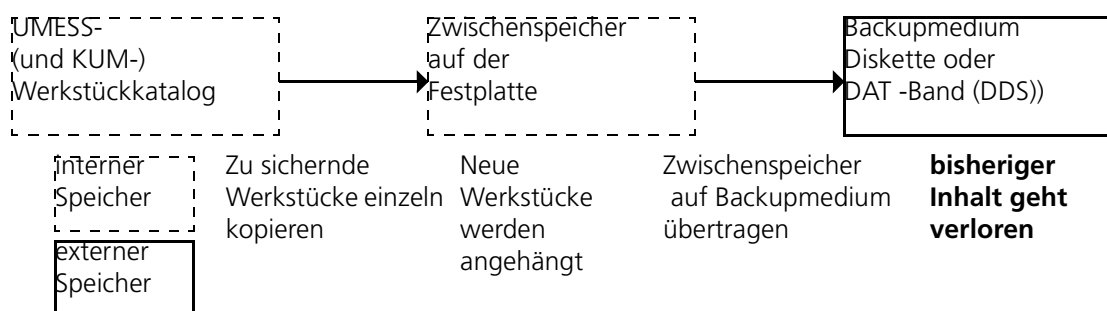 UMESS-
(und KUM-)
Werkstückkatalog
Zwischenspeicher
auf der
Festplatte
Backupmedium
Diskette oder
DAT -Band (DDS))
interner
Speicher
externer
Speicher
Zu sichernde
Werkstücke einzeln
kopieren
Neue
Werkstücke
werden
angehängt
Zwischenspeicher
auf Backupmedium
übertragen
bisheriger
Inhalt geht
verloren